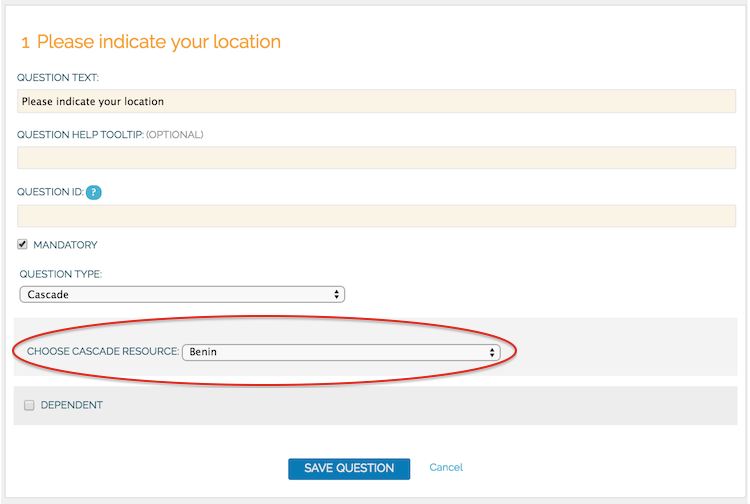 1 Please indicate your location
QUESTION TEXT:
Please indicate your location
QUESTION HELP TOOLTIP: (OPTIONAL)
QUESTION ID: ?
MANDATORY
QUESTION TYPE:
Cascade
CHOOSE CASCADE RESOURCE: Benin
DEPENDENT
SAVE QUESTION Cancel